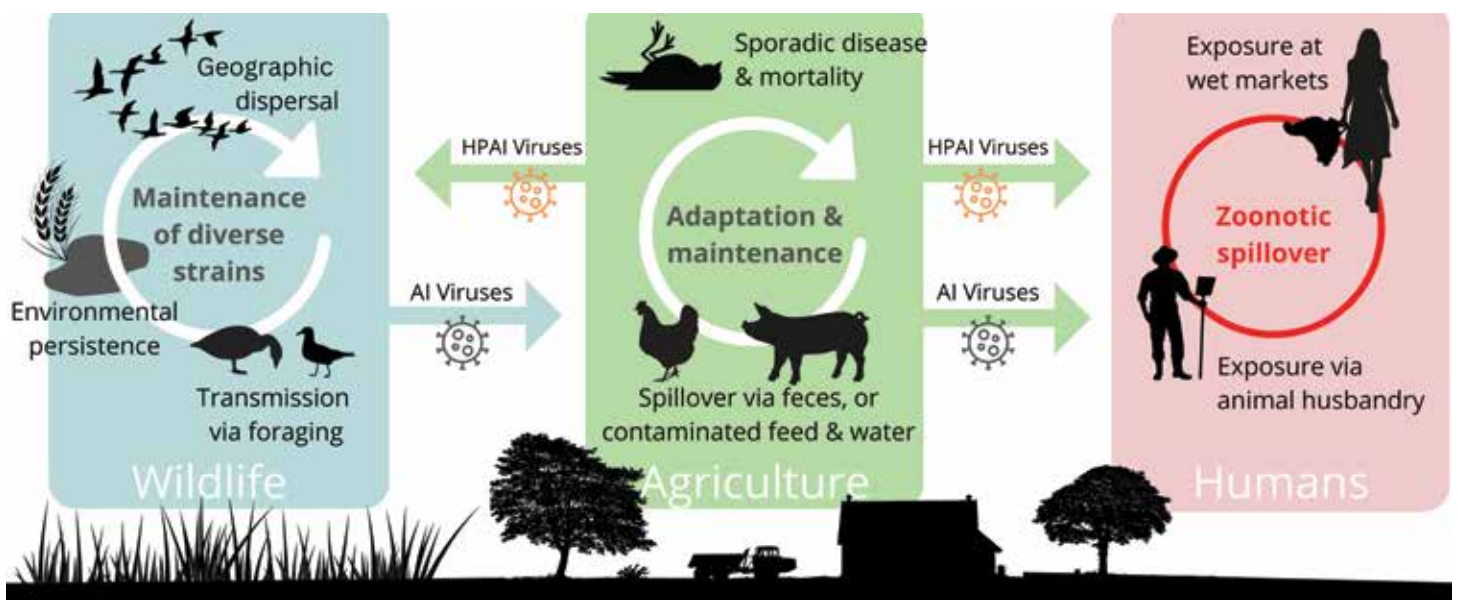 Geographic
dispersal
Maintenance
of diverse
strains
Environmental
persistence
Transmission
via foraging
Wildlife
HPAI Viruses
AI Viruses
Sporadic disease
& mortality
Adaptation &
maintenance
Spillover via feces, or
contaminated feed & water
Agriculture
HPAI Viruses
AI Viruses
Exposure at
wet markets
Zoonotic
spillover
Exposure via
animal husbandry
Humans